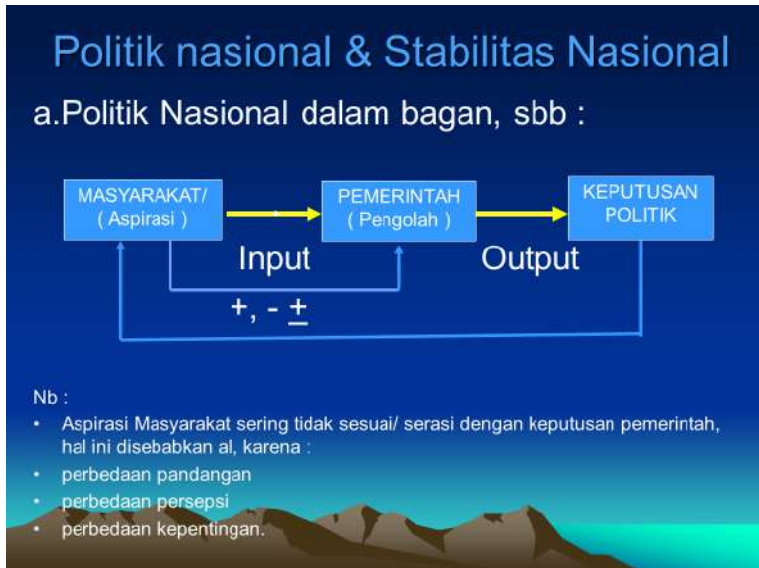 Politik nasional & Stabilitas Nasional
a.Politik Nasional dalam bagan, sbb :
MASYARAKAT/
( Aspirasi )
PEMERINTAH
( Pengolah )
KEPUTUSAN
POLITIK
Input
Output
+, - ±
Nb :
• Aspirasi Masyarakat sering tidak sesuai/ serasi dengan keputusan pemerintah,
hal ini disebabkan al, karena :
• perbedaan pandangan
• perbedaan persepsi
• perbedaan kepentingan.